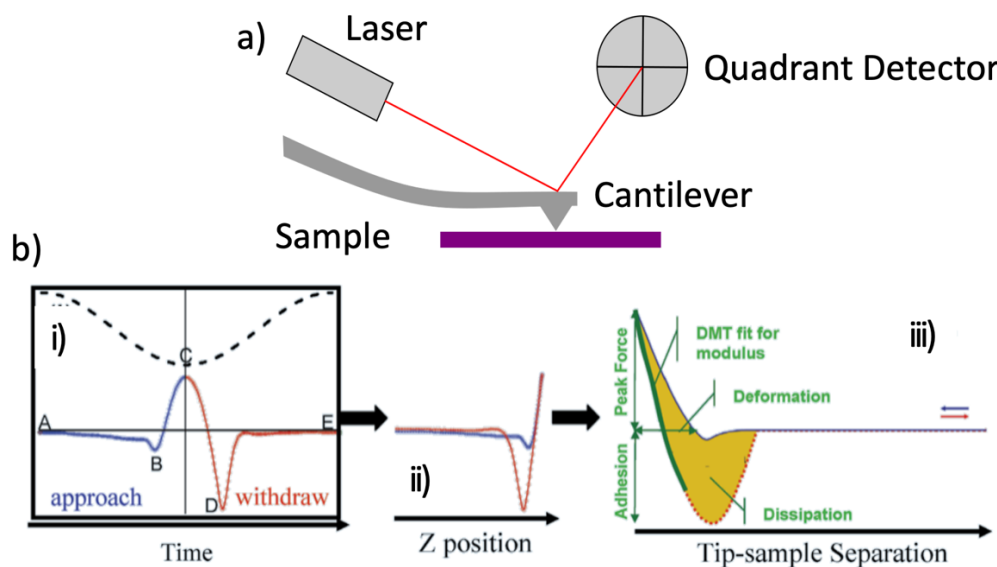 a)
Laser
Quadrant Detector
Cantilever
Sample
b)
i)
...
C
A
E
B
D
approach
withdraw
Time
ii)
Z position
iii)
Peak Force
Adhesion
DMT fit for
modulus
Deformation
Dissipation
Tip-sample Separation